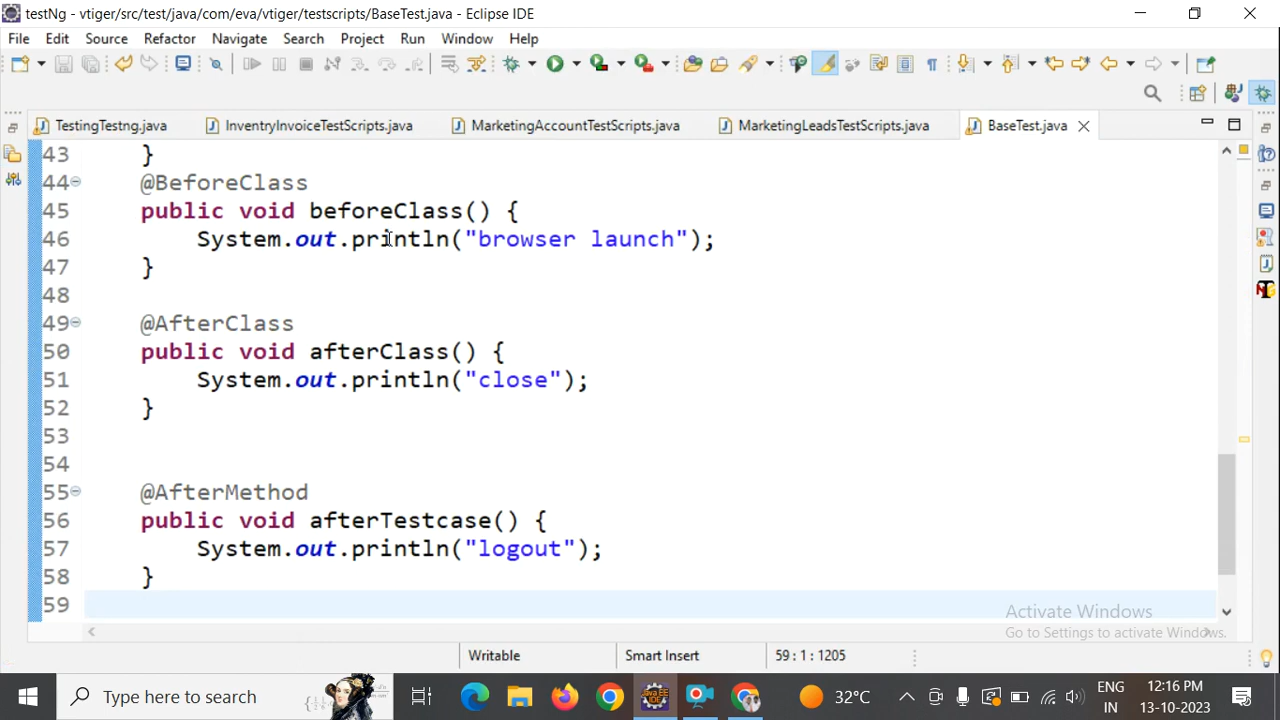 testNg - vtiger/src/test/java/com/eva/vtiger/testscripts/BaseTest.java - Eclipse IDE
File Edit Source Refactor Navigate Search Project Run Window Help
TestingTestng.java InventryInvoiceTestScripts.java MarketingAccountTestScripts.java MarketingLeadsTestScripts.java BaseTest.java
43 }
44 @BeforeClass
45 public void beforeClass() {
46 System.out.println("browser launch");
47 }
48
49 @AfterClass
50 public void afterClass() {
51 System.out.println("close");
52 }
53
54
55 @AfterMethod
56 public void afterTestcase() {
57 System.out.println("logout");
58 }
59
Activate Windows
Go to Settings to activate Windows.
Writable Smart Insert 59 : 1 : 1205
Type here to search
32°C
ENG
IN
12:16 PM
13-10-2023